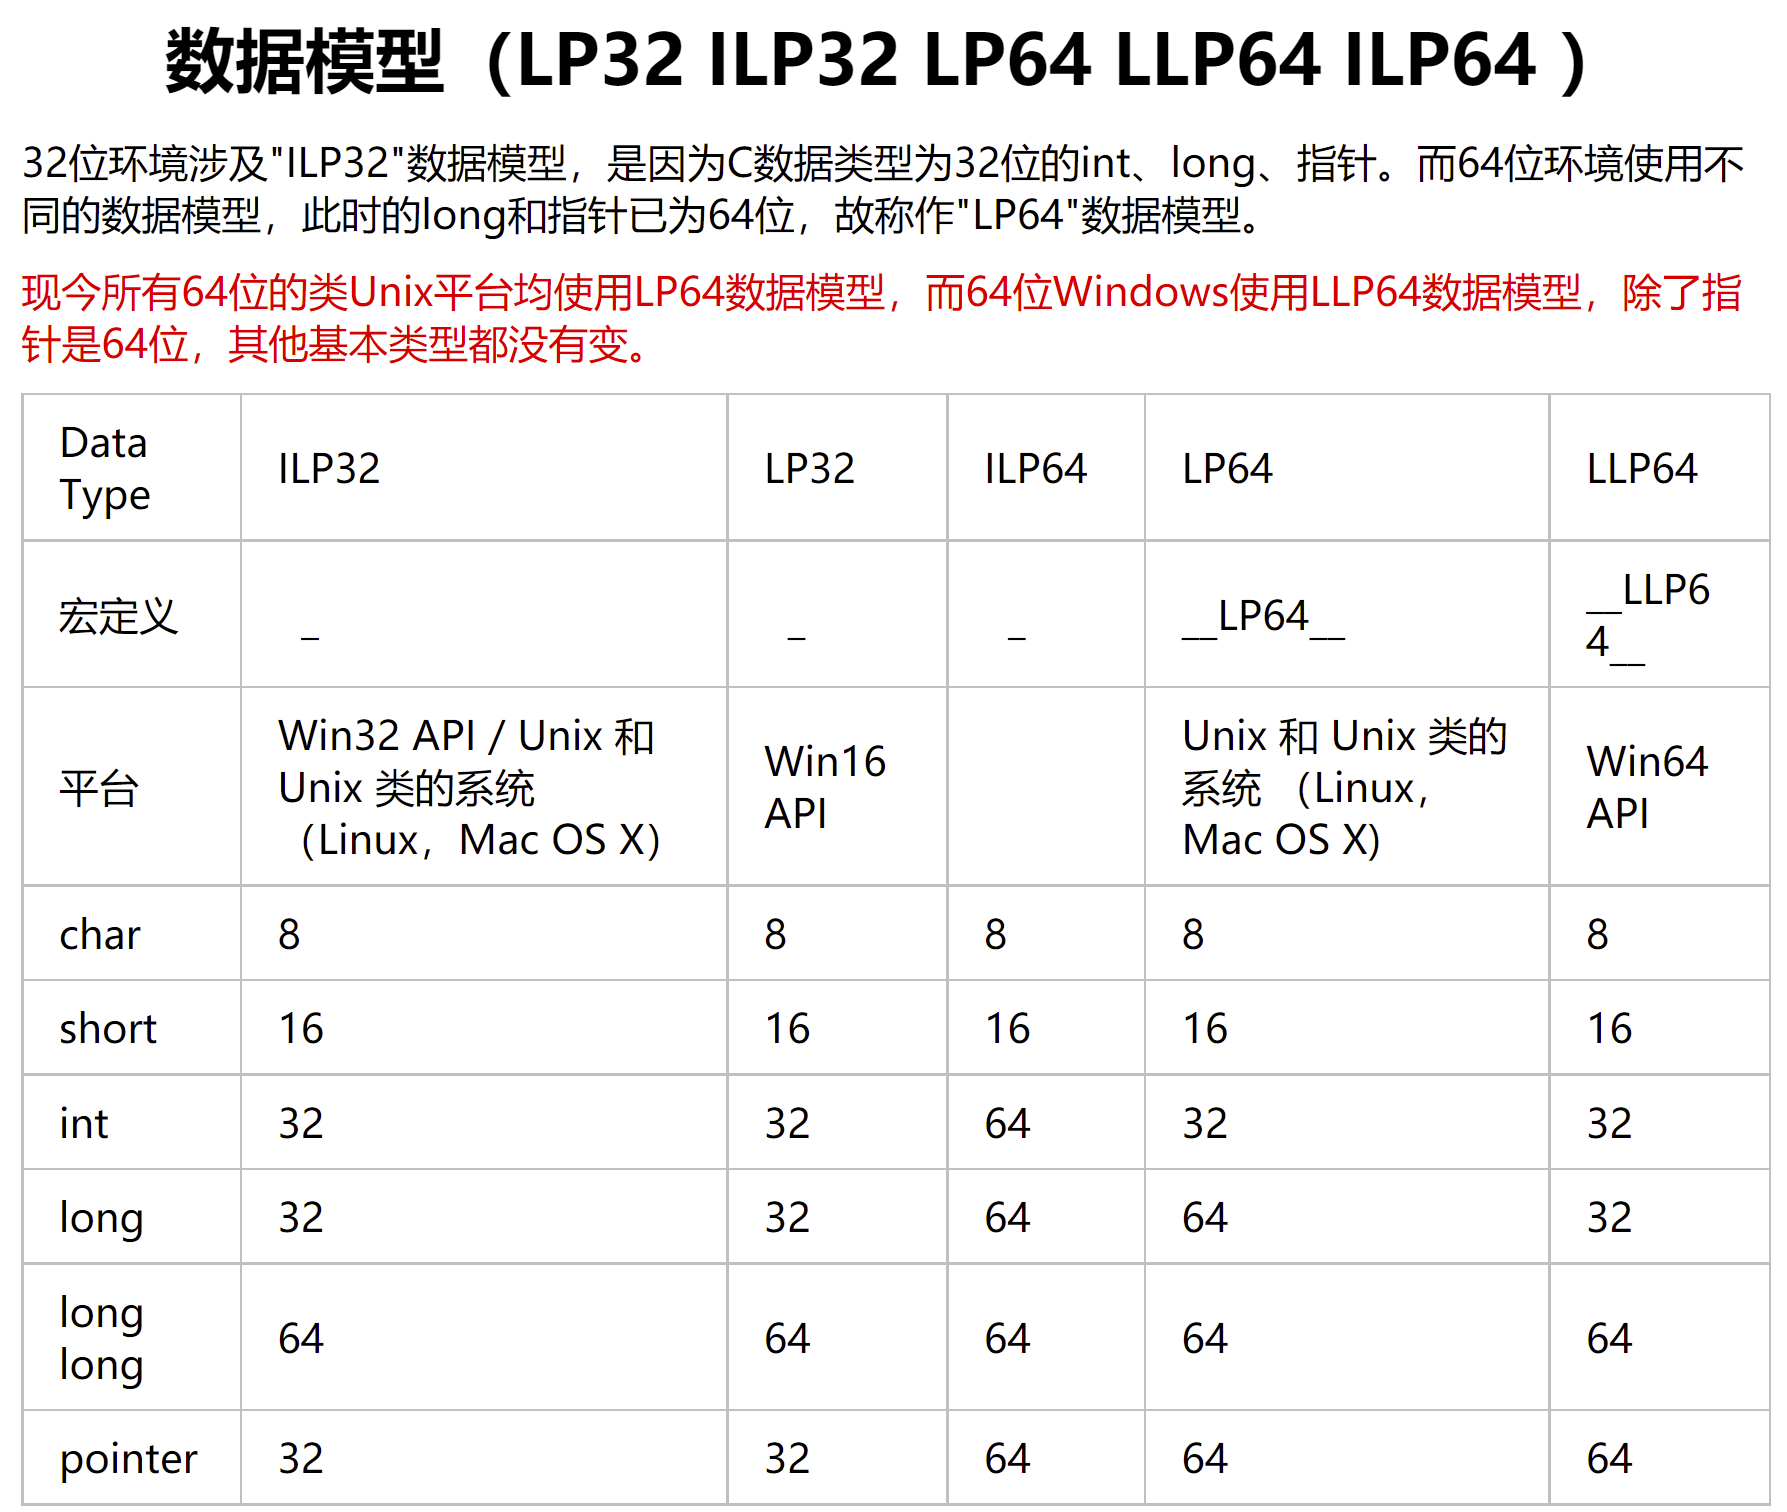 数据模型（LP32 ILP32 LP64 LLP64 ILP64 ）
32位环境涉及"ILP32"数据模型，是因为C数据类型为32位的int、long、指针。而64位环境使用不
同的数据模型，此时的long和指针已为64位，故称作"LP64"数据模型。
现今所有64位的类Unix平台均使用LP64数据模型，而64位Windows使用LLP64数据模型，除了指
针是64位，其他基本类型都没有变。
Data
Type
ILP32
LP32
ILP64
LP64
LLP64
宏定义
_
_
_
__LP64__
__LLP6
4__
平台
Win32 API / Unix 和
Unix 类的系统
（Linux，Mac OS X）
Win16
API
Unix 和 Unix 类的
系统 （Linux，
Mac OS X)
Win64
API
char
8
8
8
8
8
short
16
16
16
16
16
int
32
32
64
32
32
long
32
32
64
64
32
long
long
64
64
64
64
64
pointer
32
32
64
64
64